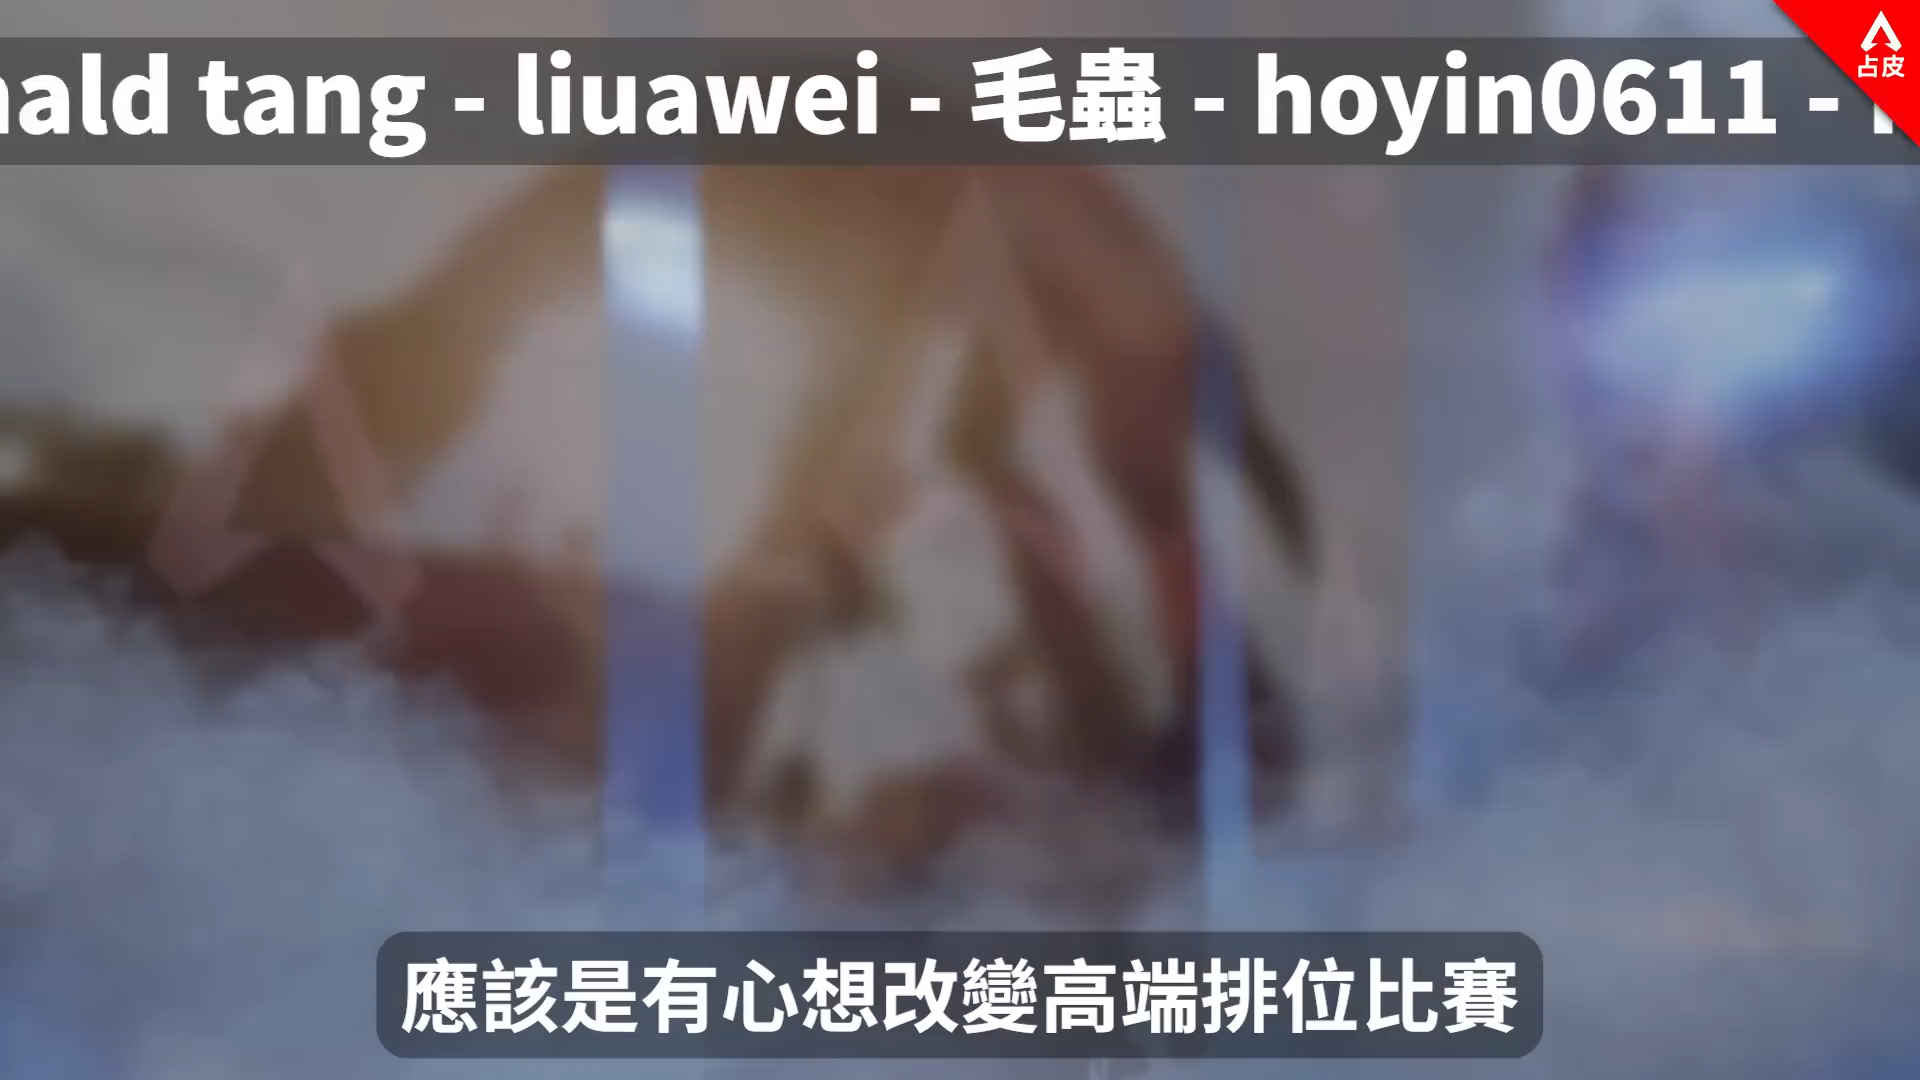 nald tang - liuawei - 毛蟲 - hoyin0611 -
占皮
應該是有心想改變高端排位比賽